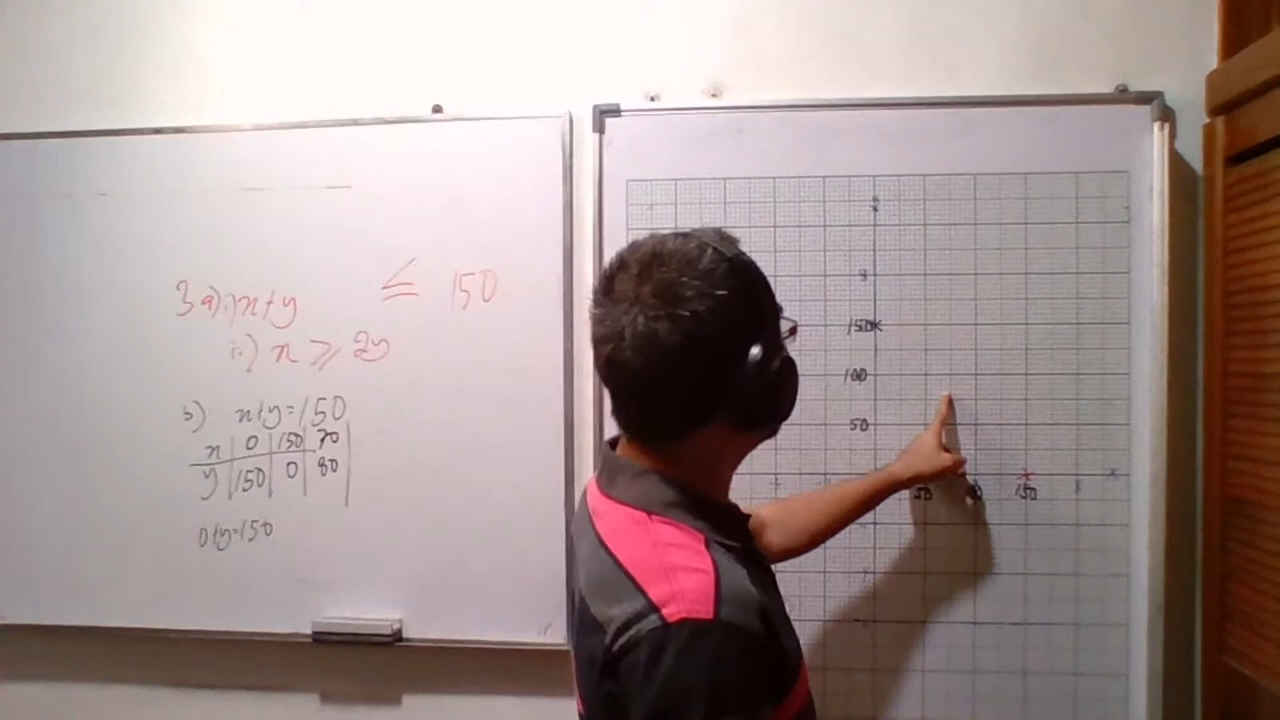 3 a) i) x+y ≤ 150
ii) x ⩾ 2y
b) x+y=150
x | 0 | 150 | 70
y | 150 | 0 | 80
0+y=150
150
100
50
50 150